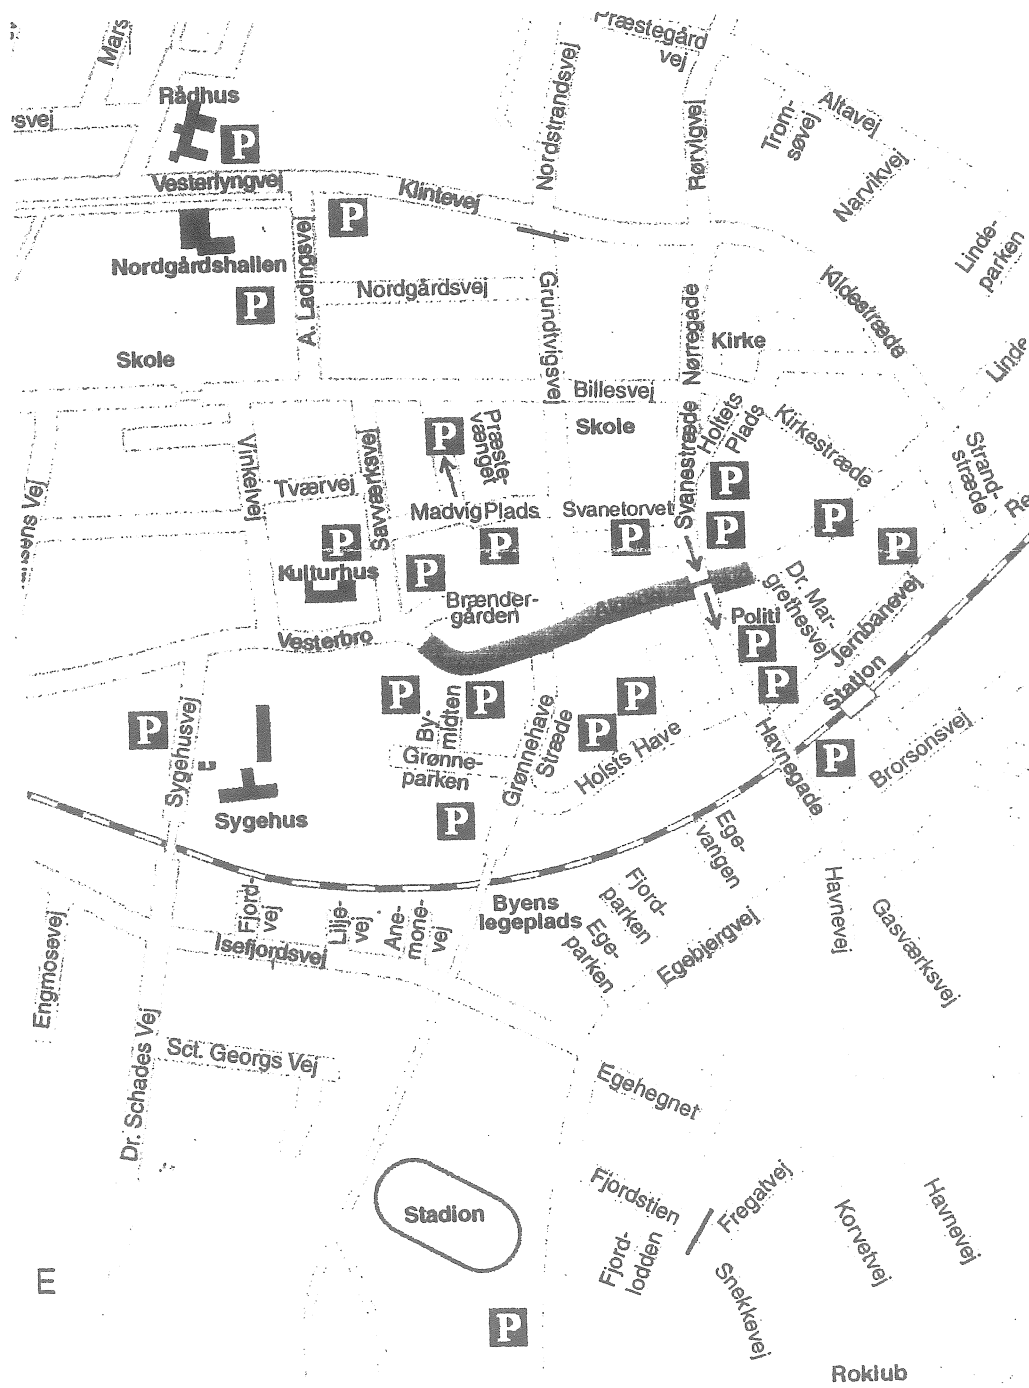 Præstegård
vej
Mars
Rådhus
P
Vesterlyngvej
Klintevej
P
Nordstrandsvej
Rørvigvej
Trom-
søvej
Altavej
Narvikvej
Linde-
parken
Nordgårdshallen
P
A. Ladingsvej
Nordgårdsvej
Grundtvigsvej
Nørregade
Kirke
Kildestræde
Linde
Skole
Billesvej
Skole
Svanestræde
Holtets
Plads
Kirkestræde
Strand-
stræde
Vinkelvej
Tværvej
Savværksvej
P
Præste-
vænget
Madvig Plads
P
Svanetorvet
P
P
P
P
P
P
Kulturhus
P
Brænder-
gården
Vesterbro
Politi
P
P
Dr. Mar-
grethesvej
Jernbanevej
Station
P
Sygehusvej
Sygehus
P
By-
midten
P
Grønne-
parken
P
Grønnehave
Stræde
P
P
Holsts Have
Havnegade
P
Brorsonsvej
Ege-
vangen
Byens
legeplads
Fjord-
parken
Ege-
parken
Egebjergvej
Havnevej
Gasværksvej
Engmosevej
Fjord-
vej
Lilje-
vej
Ane-
mone-
vej
Isefjordsvej
Dr. Schades Vej
Sct. Georgs Vej
Egehegnet
Stadion
Fjordstien
Fjord-
lodden
Fregatvej
Snekkevej
Korvetvej
Havnevej
E
P
Roklub